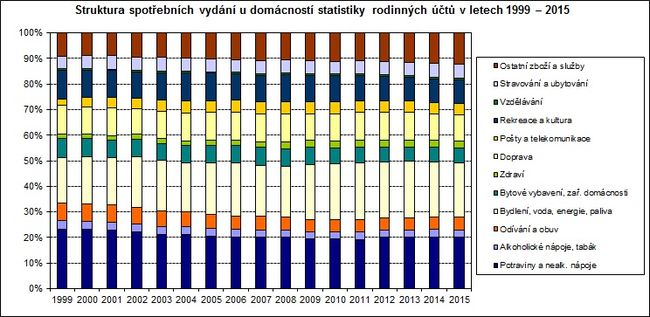 Struktura spotřebních vydání u domácností statistiky rodinných účtů v letech 1999 – 2015
100%
90%
80%
70%
60%
50%
40%
30%
20%
10%
0%
1999 2000 2001 2002 2003 2004 2005 2006 2007 2008 2009 2010 2011 2012 2013 2014 2015
Ostatní zboží a služby
Stravování a ubytování
Vzdělávání
Rekreace a kultura
Pošty a telekomunikace
Doprava
Zdraví
Bytové vybavení, zař. domácnosti
Bydlení, voda, energie, paliva
Odívání a obuv
Alkoholické nápoje, tabák
Potraviny a nealk. nápoje